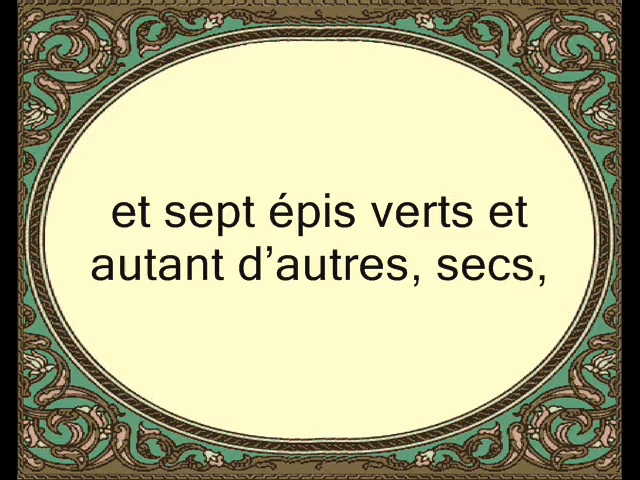 et sept épis verts et
autant d’autres, secs,